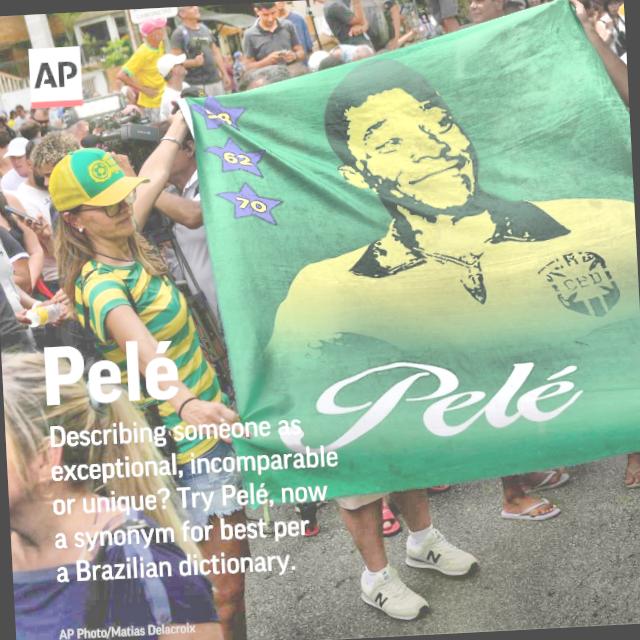 AP
58
62
70
CBD
Pelé
Pelé
Describing someone as
exceptional, incomparable
or unique? Try Pelé, now
a synonym for best per
a Brazilian dictionary.
N
N
AP Photo/Matias Delacroix